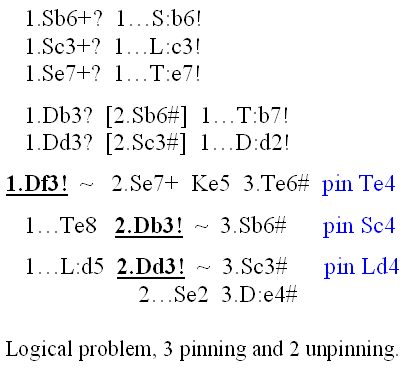 1.Sb6+?   1…S:b6!
1.Sc3+?   1…L:c3!
1.Se7+?   1…T:e7!
1.Db3?  [2.Sb6#]  1…T:b7!
1.Dd3?  [2.Sc3#]  1…D:d2!
1.Df3!  ~  2.Se7+  Ke5  3.Te6#  pin Te4
1…Te8  2.Db3!  ~  3.Sb6#  pin Sc4
1…L:d5  2.Dd3!  ~  3.Sc3#  pin Ld4
2…Se2  3.D:e4#
Logical problem, 3 pinning and 2 unpinning.